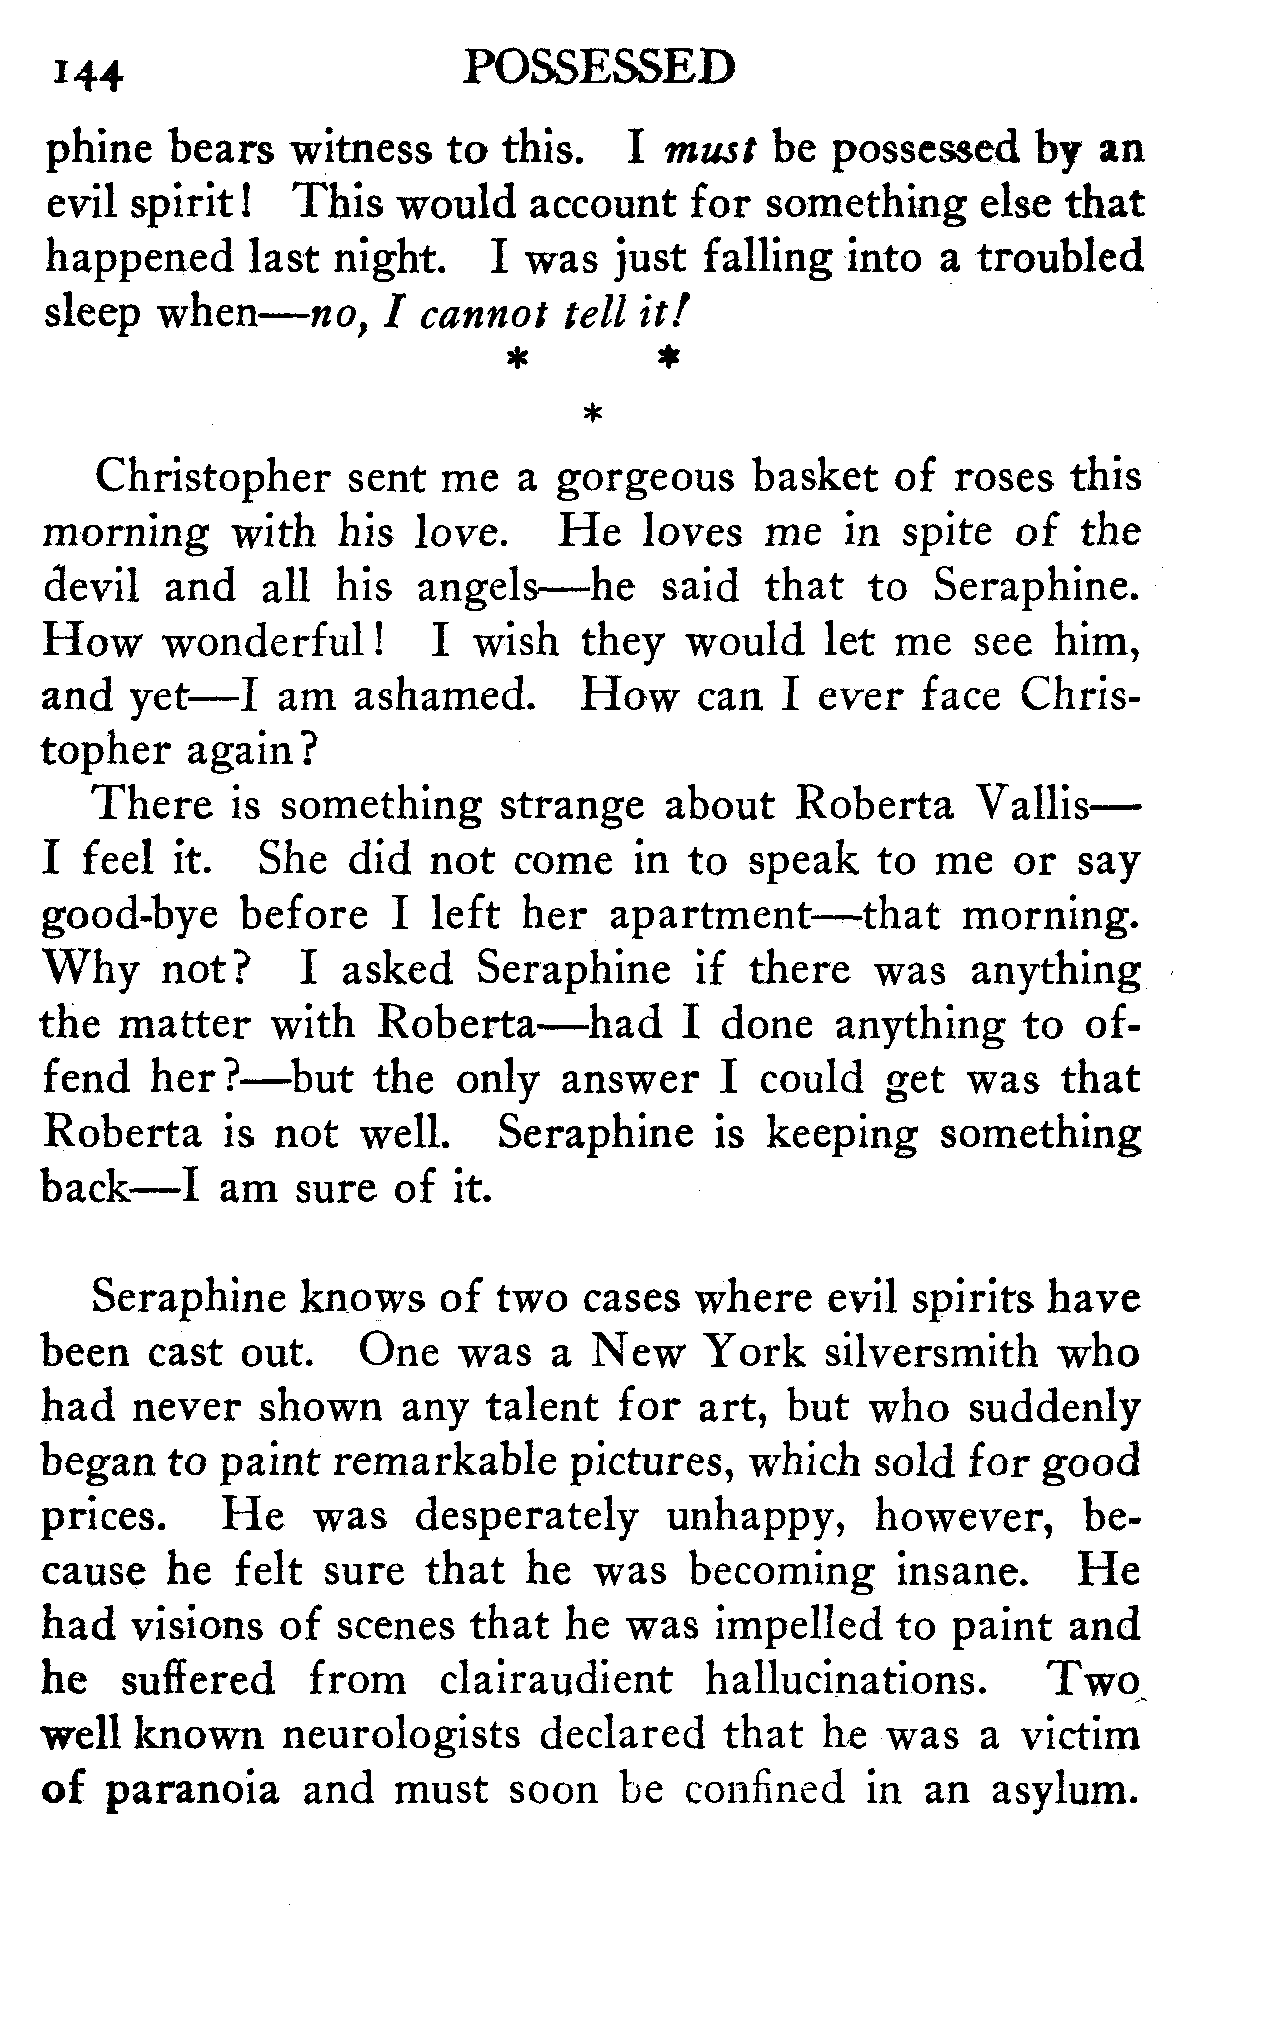 144 POSSESSED
phine bears witness to this. I must be possessed by an
evil spirit! This would account for something else that
happened last night. I was just falling into a troubled
sleep when—no, I cannot tell it!
* *
*
Christopher sent me a gorgeous basket of roses this
morning with his love. He loves me in spite of the
devil and all his angels—he said that to Seraphine.
How wonderful! I wish they would let me see him,
and yet—I am ashamed. How can I ever face Chris-
topher again?
There is something strange about Roberta Vallis—
I feel it. She did not come in to speak to me or say
good-bye before I left her apartment—that morning.
Why not? I asked Seraphine if there was anything
the matter with Roberta—had I done anything to of-
fend her?—but the only answer I could get was that
Roberta is not well. Seraphine is keeping something
back—I am sure of it.
Seraphine knows of two cases where evil spirits have
been cast out. One was a New York silversmith who
had never shown any talent for art, but who suddenly
began to paint remarkable pictures, which sold for good
prices. He was desperately unhappy, however, be-
cause he felt sure that he was becoming insane. He
had visions of scenes that he was impelled to paint and
he suffered from clairaudient hallucinations. Two
well known neurologists declared that he was a victim
of paranoia and must soon be confined in an asylum.